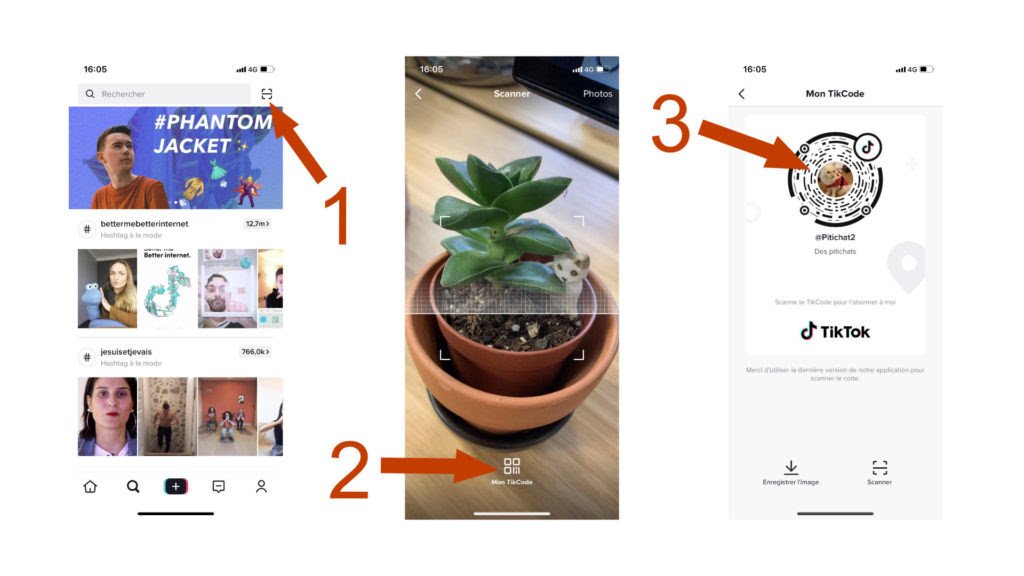 16:05
4G
Rechercher
#PHANTOM
JACKET
bettermebetterinternet
12,7m>
Hashtag à la mode
Better internet.
jesuisetjevais
766,0k>
Hashtag à la mode
1
16:05
4G
Scanner
Photos
2
Mon TikCode
16:05
4G
Mon TikCode
3
@Pitichat2
Des pitichats
Scanne le TikCode pour t'abonner à moi
TikTok
Merci d'utiliser la dernière version de notre application pour
scanner le code.
Enregistrer l'image
Scanner